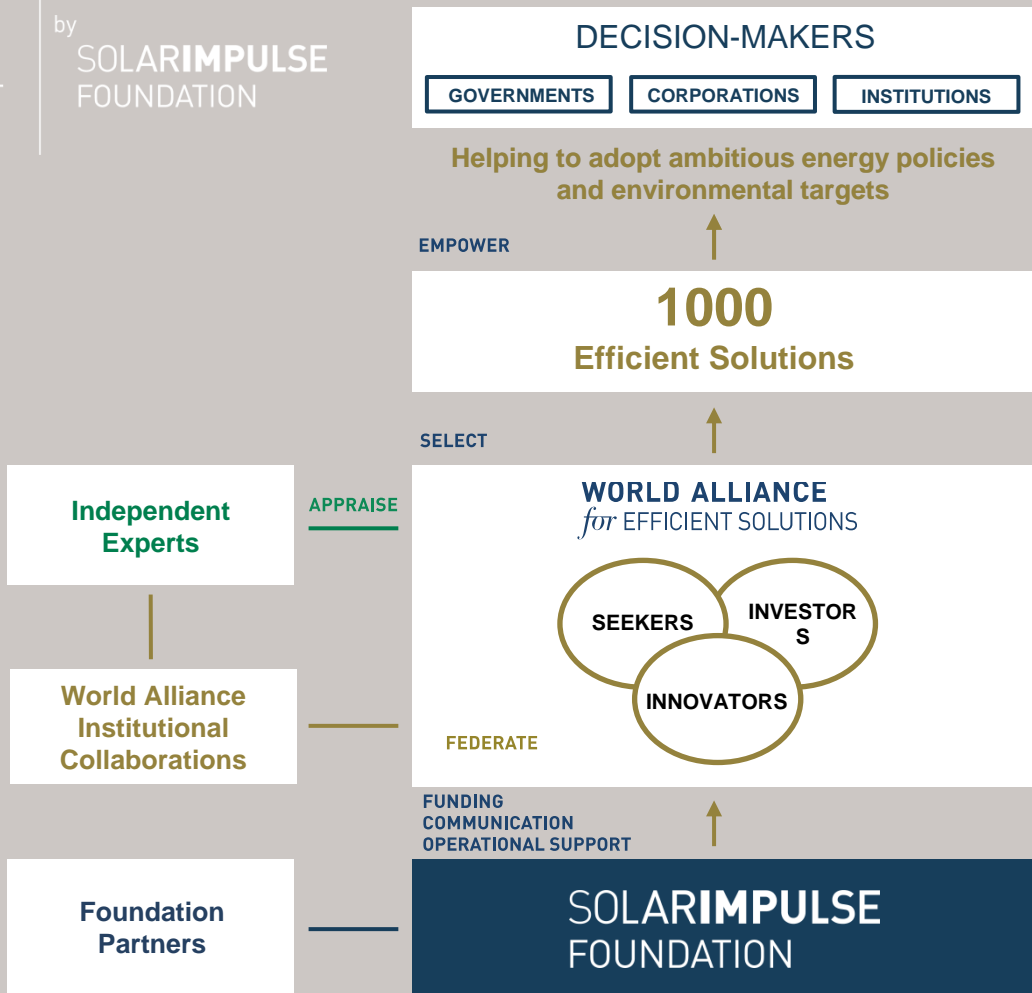 by
SOLARIMPULSE
FOUNDATION
DECISION-MAKERS
GOVERNMENTS
CORPORATIONS
INSTITUTIONS
Helping to adopt ambitious energy policies
and environmental targets
EMPOWER
1000
Efficient Solutions
SELECT
Independent
Experts
APPRAISE
WORLD ALLIANCE
for EFFICIENT SOLUTIONS
SEEKERS
INVESTOR
S
INNOVATORS
World Alliance
Institutional
Collaborations
FEDERATE
FUNDING
COMMUNICATION
OPERATIONAL SUPPORT
Foundation
Partners
SOLARIMPULSE
FOUNDATION